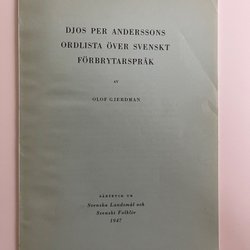 DJOS PER ANDERSSONS
ORDLISTA ÖVER SVENSKT
FÖRBRYTARSPRÅK
AV
OLOF GJERDMAN
SÄRTRYCK UR
Svenska Landsmål och
Svenskt Folkliv
1947